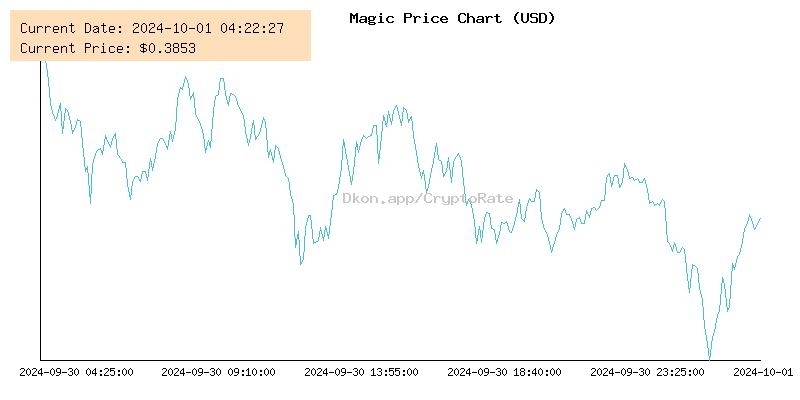 Magic Price Chart (USD)
Current Date: 2024-10-01 04:22:27
Current Price: $0.3853
Dkon.app/CryptoRate
2024-09-30 04:25:00 2024-09-30 09:10:00 2024-09-30 13:55:00 2024-09-30 18:40:00 2024-09-30 23:25:00 2024-10-01